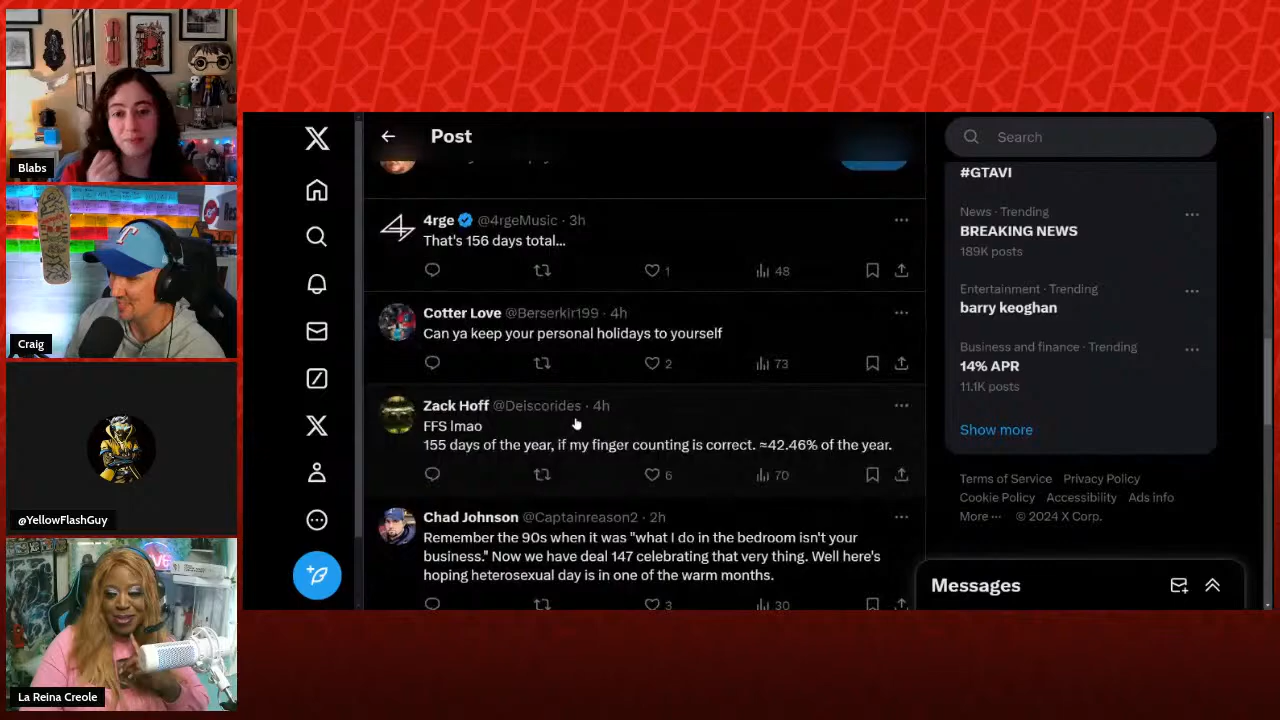 Blabs
Craig
@YellowFlashGuy
La Reina Creole
Post
4rge @4rgeMusic · 3h
That's 156 days total...
1
48
Cotter Love @Berserkir199 · 4h
Can ya keep your personal holidays to yourself
2
73
Zack Hoff @Deiscorides · 4h
FFS lmao
155 days of the year, if my finger counting is correct. ≈42.46% of the year.
6
70
Chad Johnson @Captainreason2 · 2h
Remember the 90s when it was "what I do in the bedroom isn't your
business." Now we have deal 147 celebrating that very thing. Well here's
hoping heterosexual day is in one of the warm months.
3
30
Search
#GTAVI
News · Trending
BREAKING NEWS
189K posts
Entertainment · Trending
barry keoghan
Business and finance · Trending
14% APR
11.1K posts
Show more
Terms of Service Privacy Policy
Cookie Policy Accessibility Ads info
More ··· © 2024 X Corp.
Messages